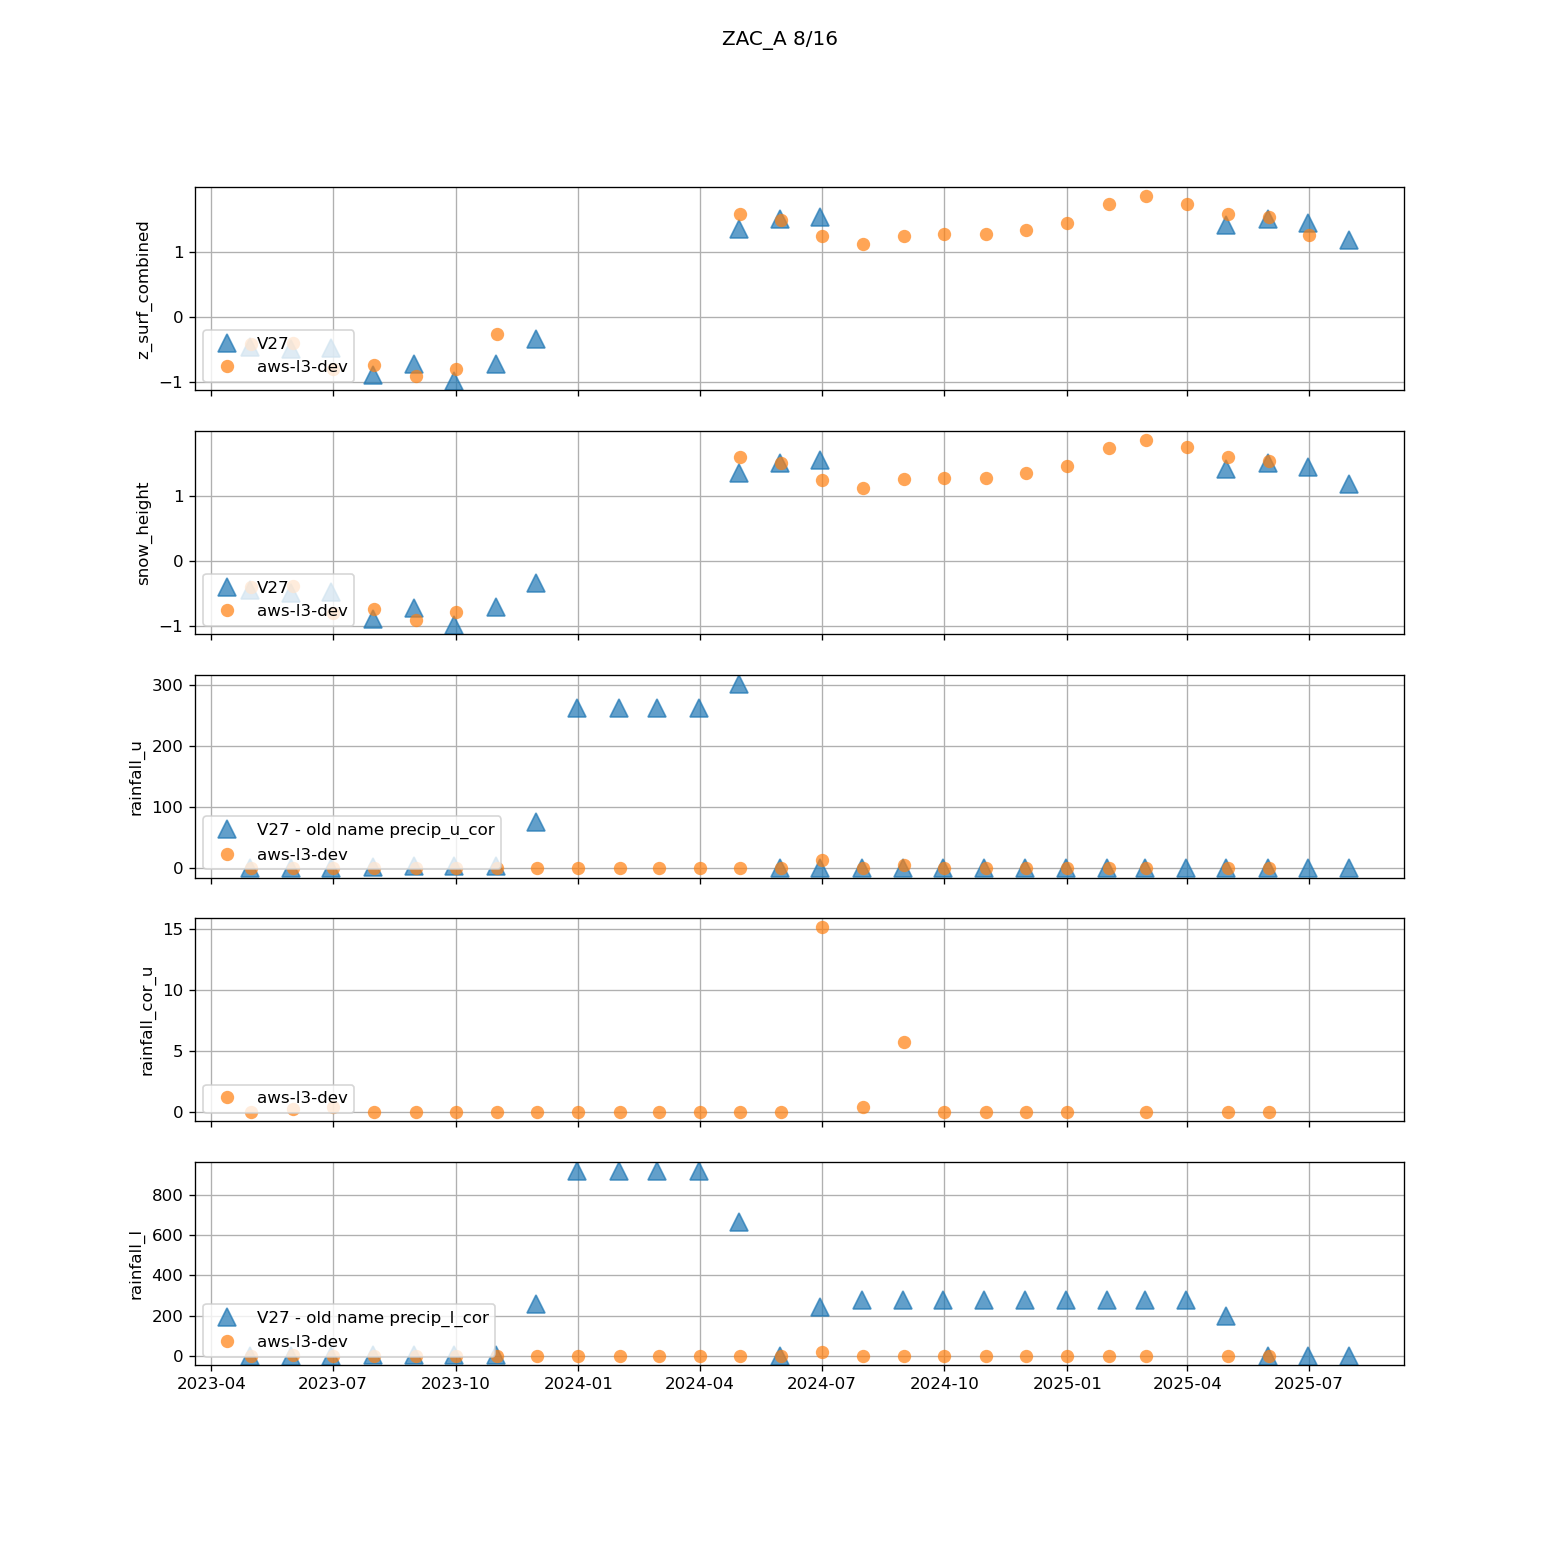 ZAC_A 8/16
z_surf_combined
1
0
−1
V27
aws-l3-dev
snow_height
1
0
−1
V27
aws-l3-dev
rainfall_u
300
200
100
0
V27 - old name precip_u_cor
aws-l3-dev
rainfall_cor_u
15
10
5
0
aws-l3-dev
rainfall_l
800
600
400
200
0
V27 - old name precip_l_cor
aws-l3-dev
2023-04 2023-07 2023-10 2024-01 2024-04 2024-07 2024-10 2025-01 2025-04 2025-07